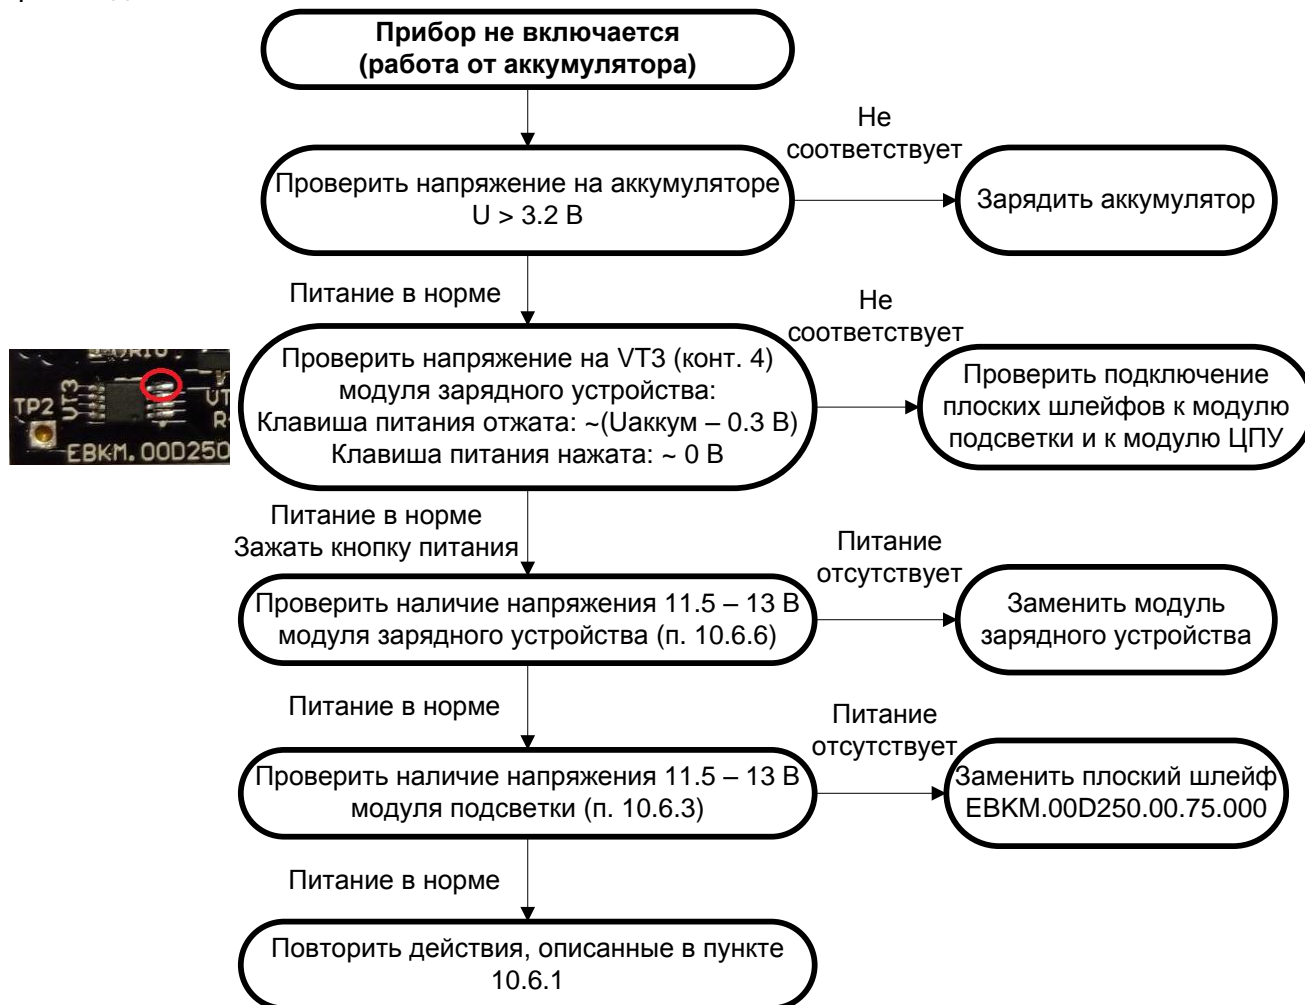 Прибор не включается
(работа от аккумулятора)
Не
соответствует
Проверить напряжение на аккумуляторе
U > 3.2 В
Зарядить аккумулятор
Питание в норме
Не
соответствует
Проверить напряжение на VT3 (конт. 4)
модуля зарядного устройства:
Клавиша питания отжата: ~(Uаккум – 0.3 В)
Клавиша питания нажата: ~ 0 В
Проверить подключение
плоских шлейфов к модулю
подсветки и к модулю ЦПУ
VT3
TP2
EBKM.00D250
Питание в норме
Зажать кнопку питания
Питание
отсутствует
Проверить наличие напряжения 11.5 – 13 В
модуля зарядного устройства (п. 10.6.6)
Заменить модуль
зарядного устройства
Питание в норме
Питание
отсутствует
Проверить наличие напряжения 11.5 – 13 В
модуля подсветки (п. 10.6.3)
Заменить плоский шлейф
EBKM.00D250.00.75.000
Питание в норме
Повторить действия, описанные в пункте
10.6.1